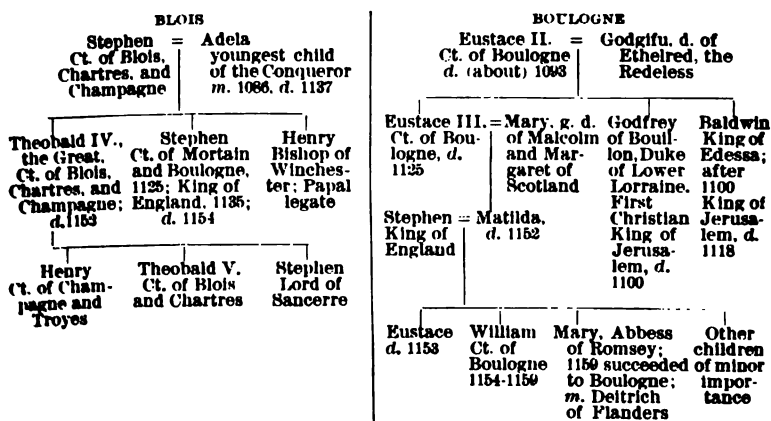 BLOIS
Stephen = Adela
Ct. of Blois, youngest child
Chartres, and of the Conqueror
Champagne m. 1086, d. 1137
Theobald IV.,
the Great,
Ct. of Blois,
Chartres, and
Champagne;
d. 1153
Stephen
Ct. of Mortain
and Boulogne,
1125; King of
England, 1135;
d. 1154
Henry
Bishop of
Winches-
ter; Papal
legate
Henry
Ct. of Cham-
pagne and
Troyes
Theobald V.
Ct. of Blois
and Chartres
Stephen
Lord of
Sancerre
BOULOGNE
Eustace II. = Godgifu, d. of
Ct. of Boulogne Ethelred, the
d. (about) 1093 Redeless
Eustace III. = Mary, g. d.
Ct. of Bou- of Malcolm
logne, d. and Mar-
1125 garet of
Scotland
Godfrey
of Bouil-
lon, Duke
of Lower
Lorraine.
First
Christian
King of
Jerusa-
lem, d.
1100
Baldwin
King of
Edessa;
after
1100
King of
Jerusa-
lem, d.
1118
Stephen = Matilda,
King of d. 1152
England
Eustace
d. 1153
William
Ct. of
Boulogne
1154-1159
Mary, Abbess
of Romsey;
1159 succeeded
to Boulogne;
m. Deitrich
of Flanders
Other
children
of minor
impor-
tance